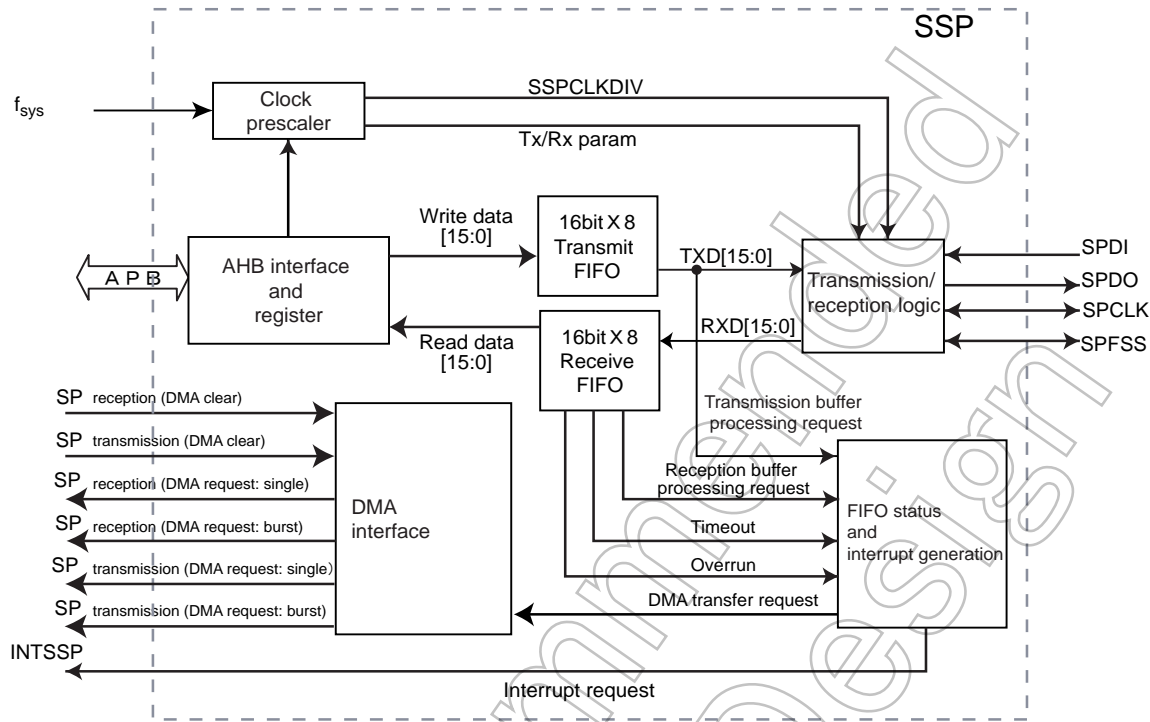 SSP
f_sys
Clock
prescaler
SSPCLKDIV
Tx/Rx param
Write data
[15:0]
16bit X 8
Transmit
FIFO
TXD[15:0]
Transmission/
reception logic
SPDI
SPDO
SPCLK
SPFSS
A P B
AHB interface
and
register
Read data
[15:0]
16bit X 8
Receive
FIFO
RXD[15:0]
SP reception (DMA clear)
SP transmission (DMA clear)
SP reception (DMA request: single)
SP reception (DMA request: burst)
SP transmission (DMA request: single)
SP transmission (DMA request: burst)
DMA
interface
Transmission buffer
processing request
Reception buffer
processing request
Timeout
Overrun
DMA transfer request
FIFO status
and
interrupt generation
INTSSP
Interrupt request
mmended
Design